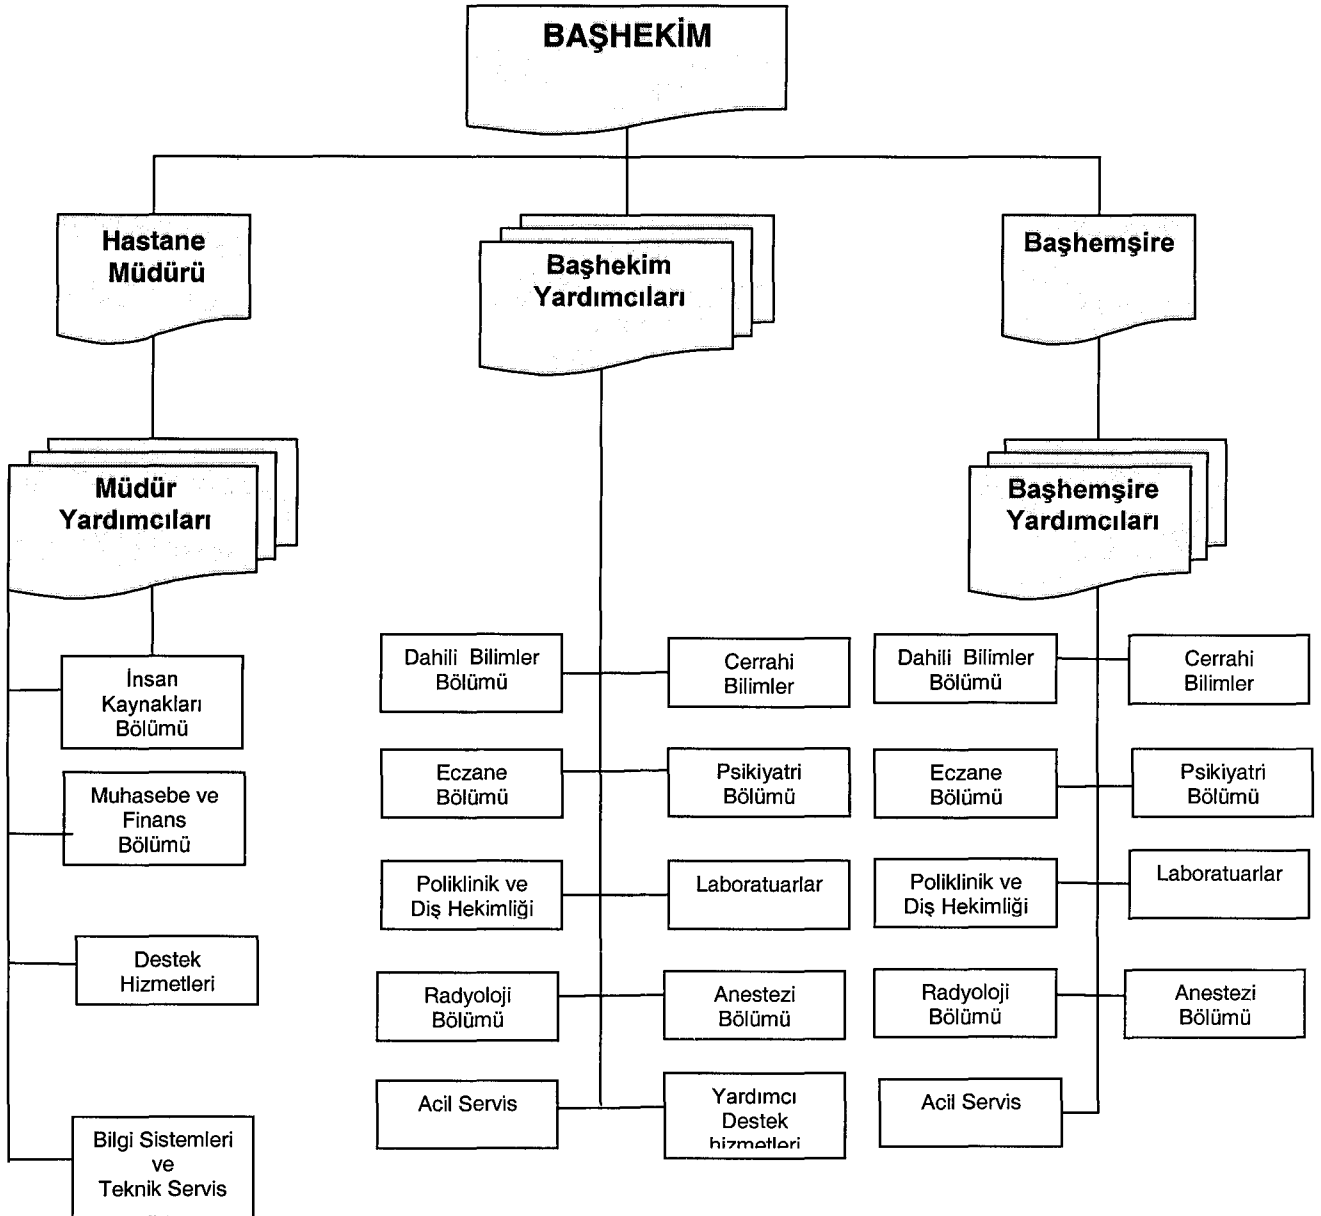 BAŞHEKİM
Hastane
Müdürü
Başhekim
Yardımcıları
Başhemşire
Müdür
Yardımcıları
Başhemşire
Yardımcıları
İnsan
Kaynakları
Bölümü
Muhasebe ve
Finans
Bölümü
Destek
Hizmetleri
Bilgi Sistemleri
ve
Teknik Servis
Dahili Bilimler
Bölümü
Cerrahi
Bilimler
Eczane
Bölümü
Psikiyatri
Bölümü
Poliklinik ve
Diş Hekimliği
Laboratuarlar
Radyoloji
Bölümü
Anestezi
Bölümü
Acil Servis
Yardımcı
Destek
hizmetleri
Dahili Bilimler
Bölümü
Cerrahi
Bilimler
Eczane
Bölümü
Psikiyatri
Bölümü
Poliklinik ve
Diş Hekimliği
Laboratuarlar
Radyoloji
Bölümü
Anestezi
Bölümü
Acil Servis